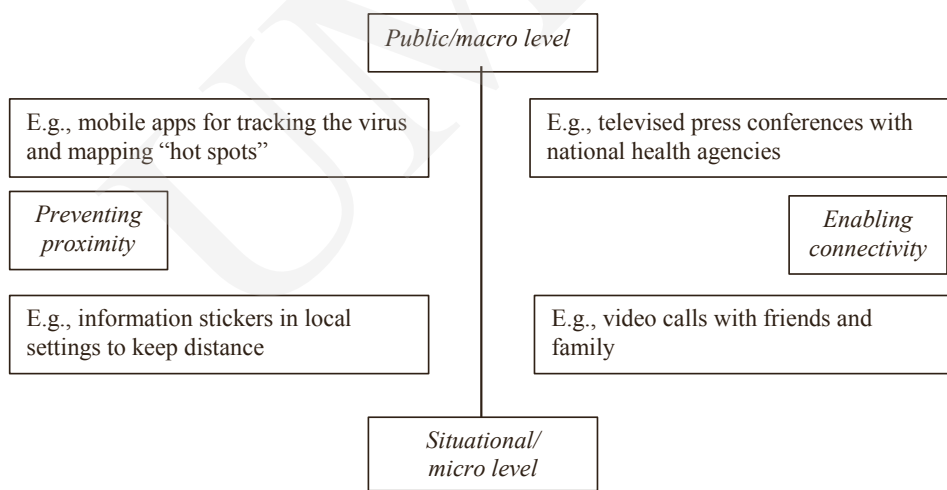 Public/macro level
E.g., mobile apps for tracking the virus
and mapping “hot spots”
E.g., televised press conferences with
national health agencies
Preventing
proximity
Enabling
connectivity
E.g., information stickers in local
settings to keep distance
E.g., video calls with friends and
family
Situational/
micro level